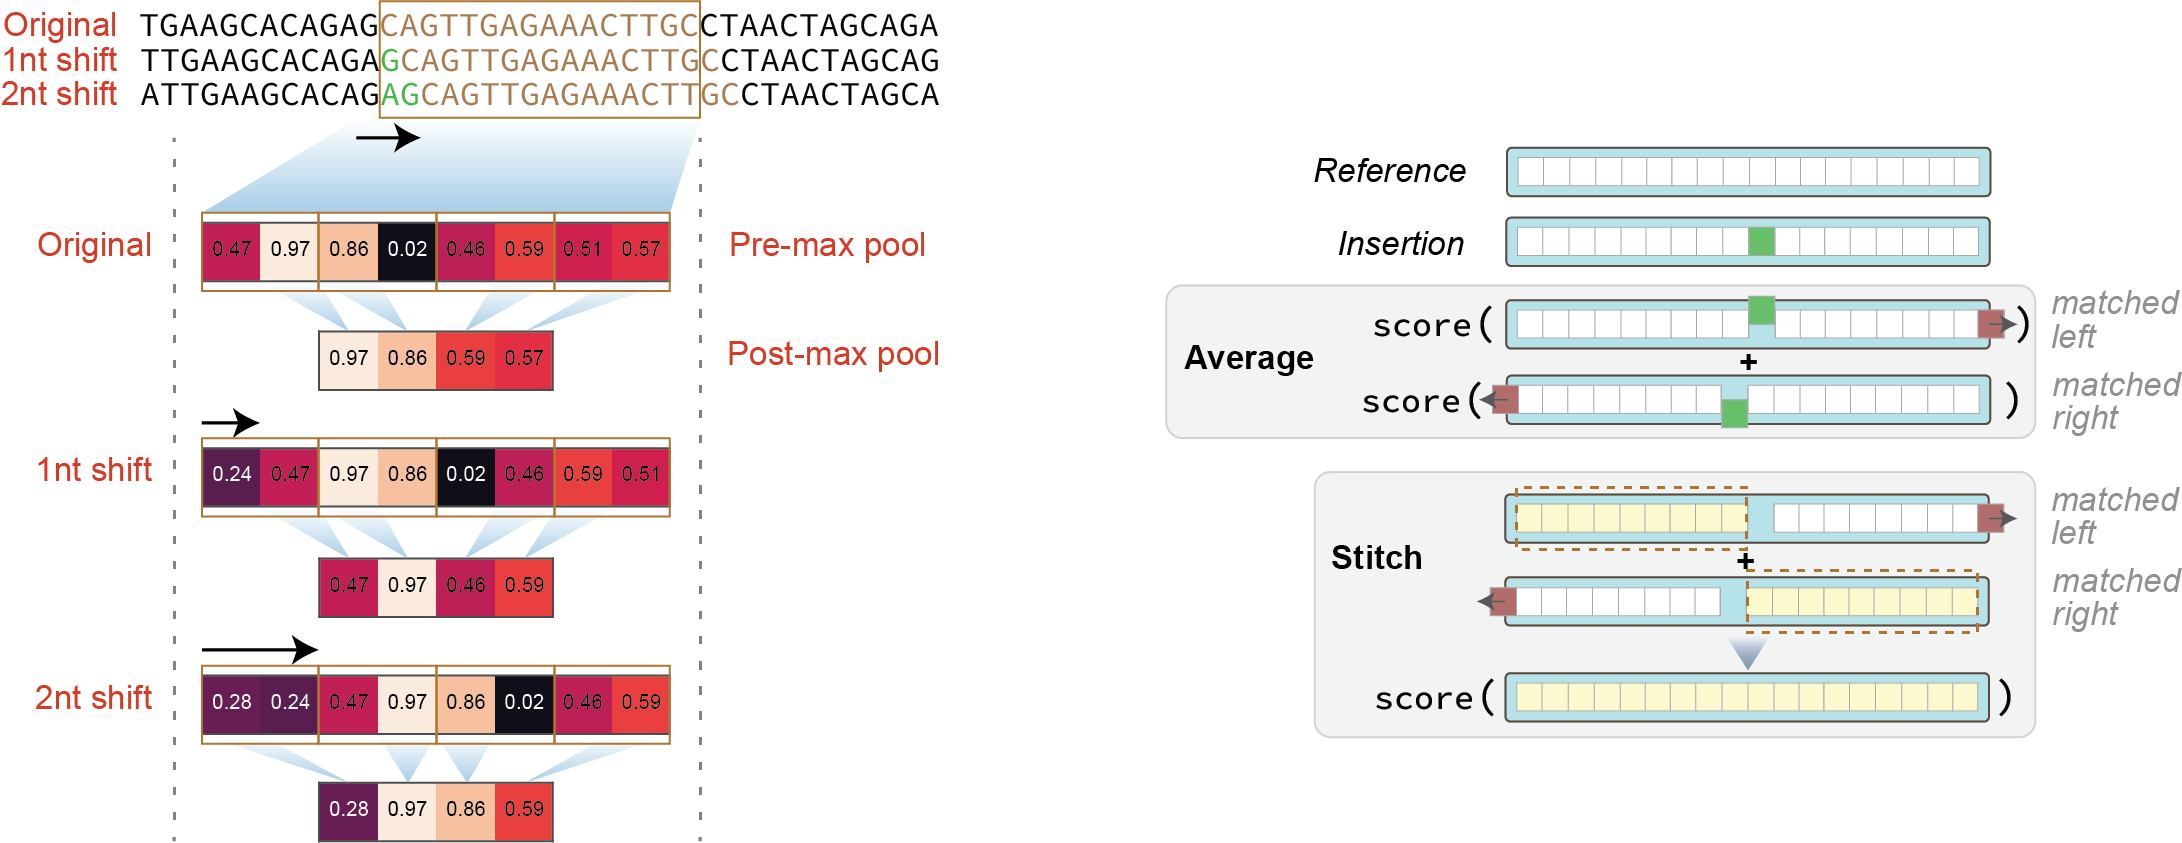 Original TGAAGCACAGAGCAGTTGAGAAACTTGCCTAACTAGCAGA
1nt shift TTGAAGCACAGAGCAGTTGAGAAACTTGCCTAACTAGCAG
2nt shift ATTGAAGCACAGAGCAGTTGAGAAACTTGCCTAACTAGCA
Original 0.47 0.97 0.86 0.02 0.46 0.59 0.51 0.57 Pre-max pool
0.97 0.86 0.59 0.57 Post-max pool
1nt shift 0.24 0.47 0.97 0.86 0.02 0.46 0.59 0.51
0.47 0.97 0.46 0.59
2nt shift 0.28 0.24 0.47 0.97 0.86 0.02 0.46 0.59
0.28 0.97 0.86 0.59
Reference
Insertion
Average
score( )
matched
left
+
score( )
matched
right
Stitch
matched
left
+
matched
right
score( )